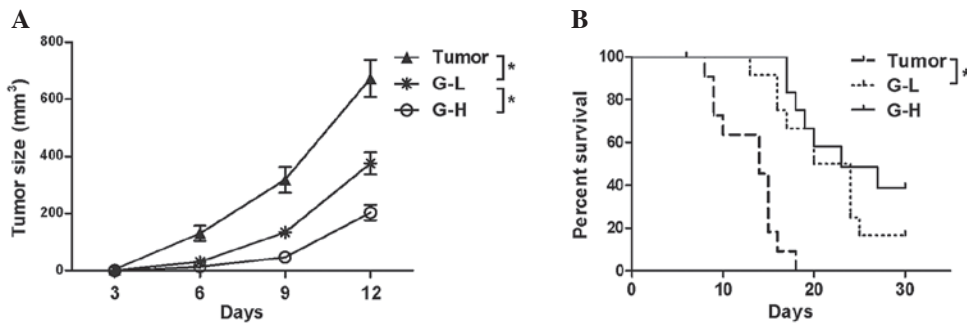 A
Tumor size (mm³)
800
600
400
200
0
3 6 9 12
Days
Tumor
G-L
G-H
*
*
B
Percent survival
100
80
60
40
20
0
0 10 20 30
Days
Tumor
G-L
G-H
*